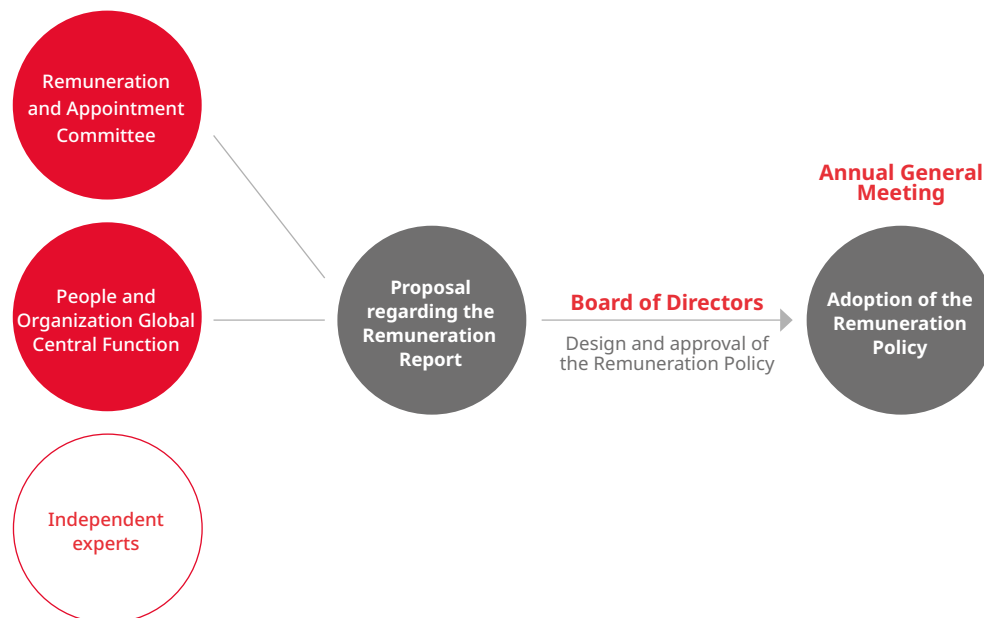 Remuneration
and Appointment
Committee
People and
Organization Global
Central Function
Independent
experts
Proposal
regarding the
Remuneration
Report
Board of Directors
Design and approval of
the Remuneration Policy
Annual General
Meeting
Adoption of the
Remuneration
Policy